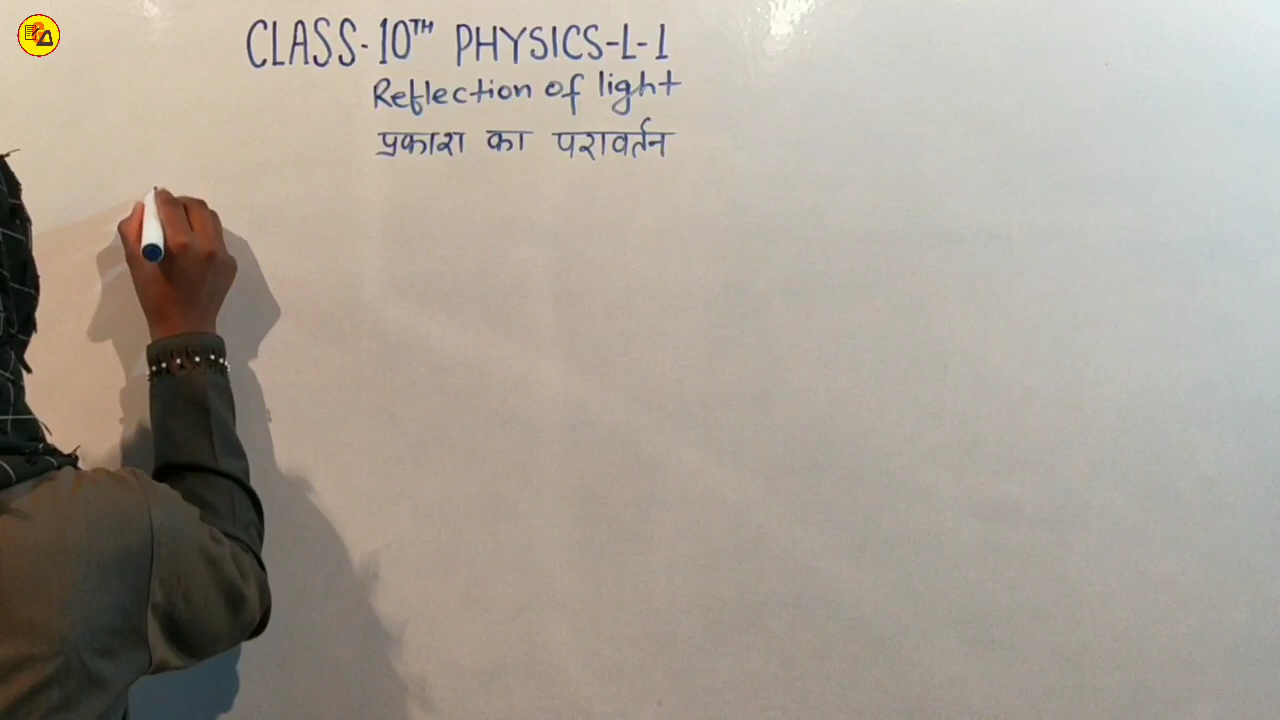 CLASS-10TH PHYSICS-L-1
Reflection of light
प्रकाश का परावर्तन